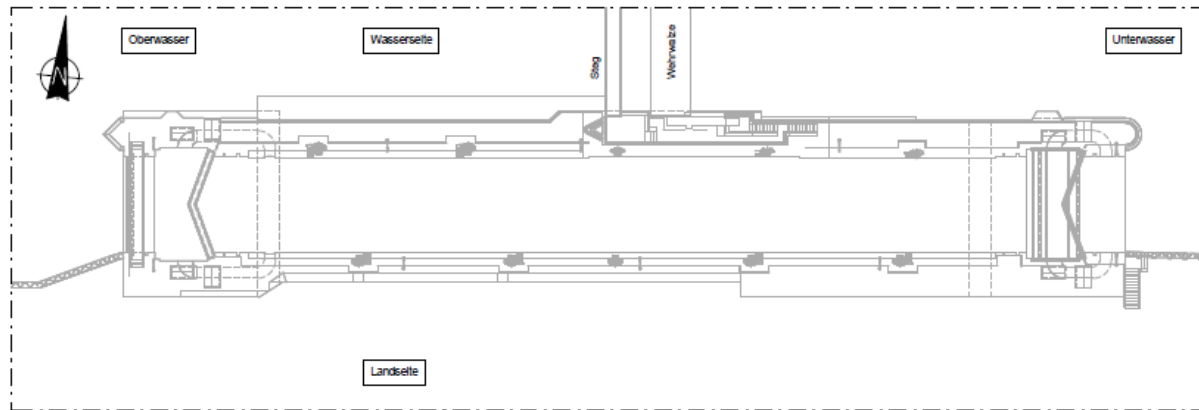 Oberwasser
Wasserseite
Unterwasser
Steg
Wehrwalze
N
Landseite